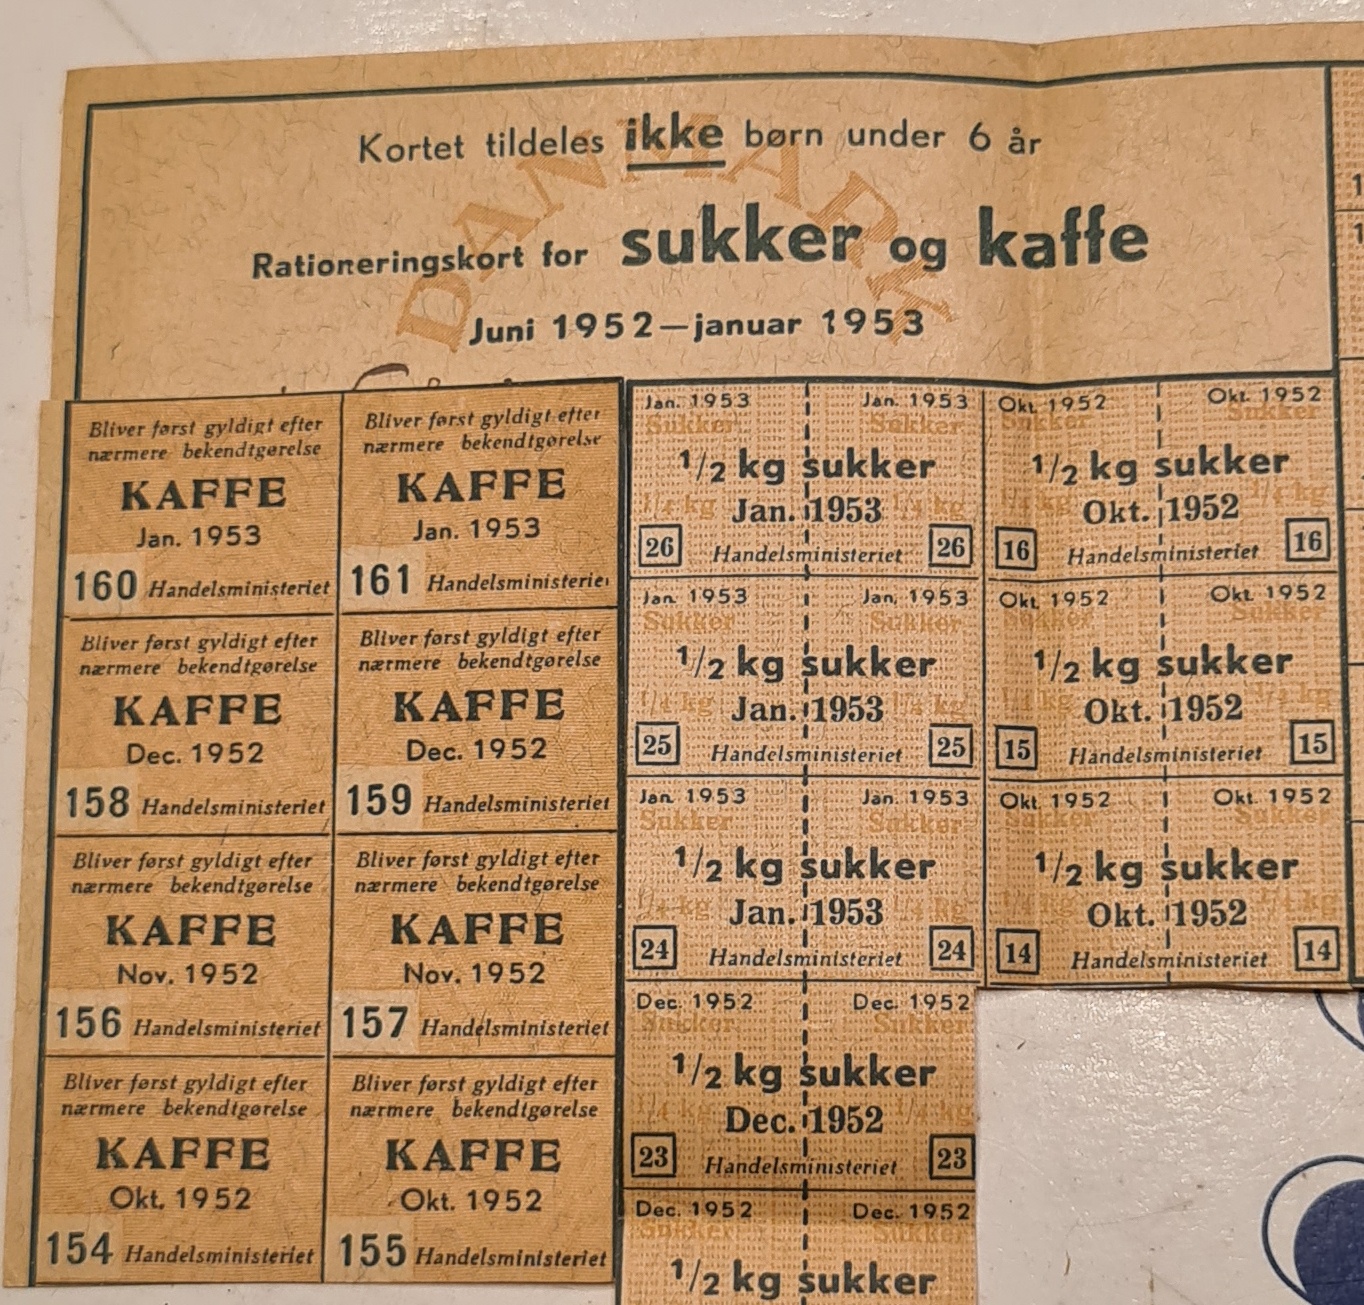 Kortet tildeles ikke børn under 6 år
DANMARK
Rationeringskort for sukker og kaffe
Juni 1952—januar 1953
Bliver først gyldigt efter
nærmere bekendtgørelse
KAFFE
Jan. 1953
160 Handelsministeriet
Bliver først gyldigt efter
nærmere bekendtgørelse
KAFFE
Jan. 1953
161 Handelsministeriet
Jan. 1953 Jan. 1953
Sukker Sukker
1/2 kg sukker
1/4 kg 1/4 kg
Jan. 1953
26 Handelsministeriet 26
Okt. 1952 Okt. 1952
Sukker Sukker
1/2 kg sukker
1/4 kg 1/4 kg
Okt. 1952
16 Handelsministeriet 16
Bliver først gyldigt efter
nærmere bekendtgørelse
KAFFE
Dec. 1952
158 Handelsministeriet
Bliver først gyldigt efter
nærmere bekendtgørelse
KAFFE
Dec. 1952
159 Handelsministeriet
Jan. 1953 Jan. 1953
Sukker Sukker
1/2 kg sukker
1/4 kg 1/4 kg
Jan. 1953
25 Handelsministeriet 25
Okt. 1952 Okt. 1952
Sukker Sukker
1/2 kg sukker
1/4 kg 1/4 kg
Okt. 1952
15 Handelsministeriet 15
Bliver først gyldigt efter
nærmere bekendtgørelse
KAFFE
Nov. 1952
156 Handelsministeriet
Bliver først gyldigt efter
nærmere bekendtgørelse
KAFFE
Nov. 1952
157 Handelsministeriet
Jan. 1953 Jan. 1953
Sukker Sukker
1/2 kg sukker
1/4 kg 1/4 kg
Jan. 1953
24 Handelsministeriet 24
Okt. 1952 Okt. 1952
Sukker Sukker
1/2 kg sukker
1/4 kg 1/4 kg
Okt. 1952
14 Handelsministeriet 14
Bliver først gyldigt efter
nærmere bekendtgørelse
KAFFE
Okt. 1952
154 Handelsministeriet
Bliver først gyldigt efter
nærmere bekendtgørelse
KAFFE
Okt. 1952
155 Handelsministeriet
Dec. 1952 Dec. 1952
Sukker Sukker
1/2 kg sukker
1/4 kg 1/4 kg
Dec. 1952
23 Handelsministeriet 23
Dec. 1952 Dec. 1952
Sukker Sukker
1/2 kg sukker